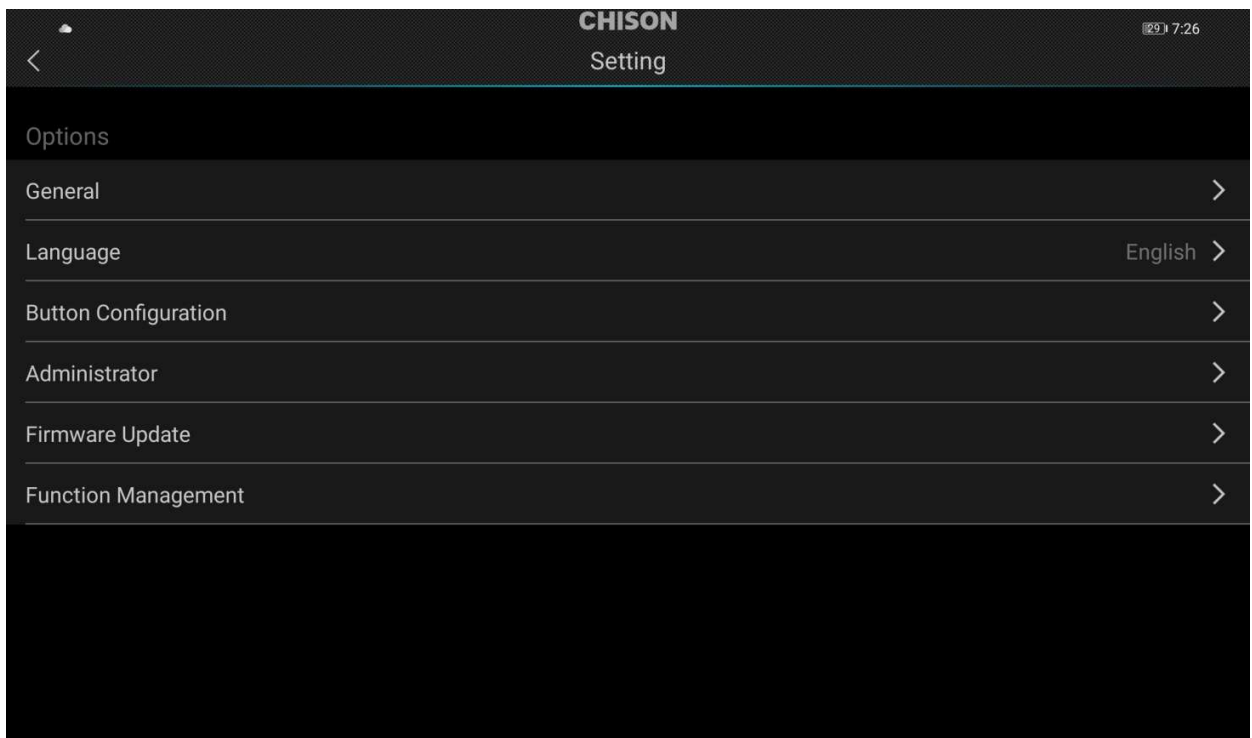 CHISON
29 7:26
Setting
Options
General
Language English
Button Configuration
Administrator
Firmware Update
Function Management